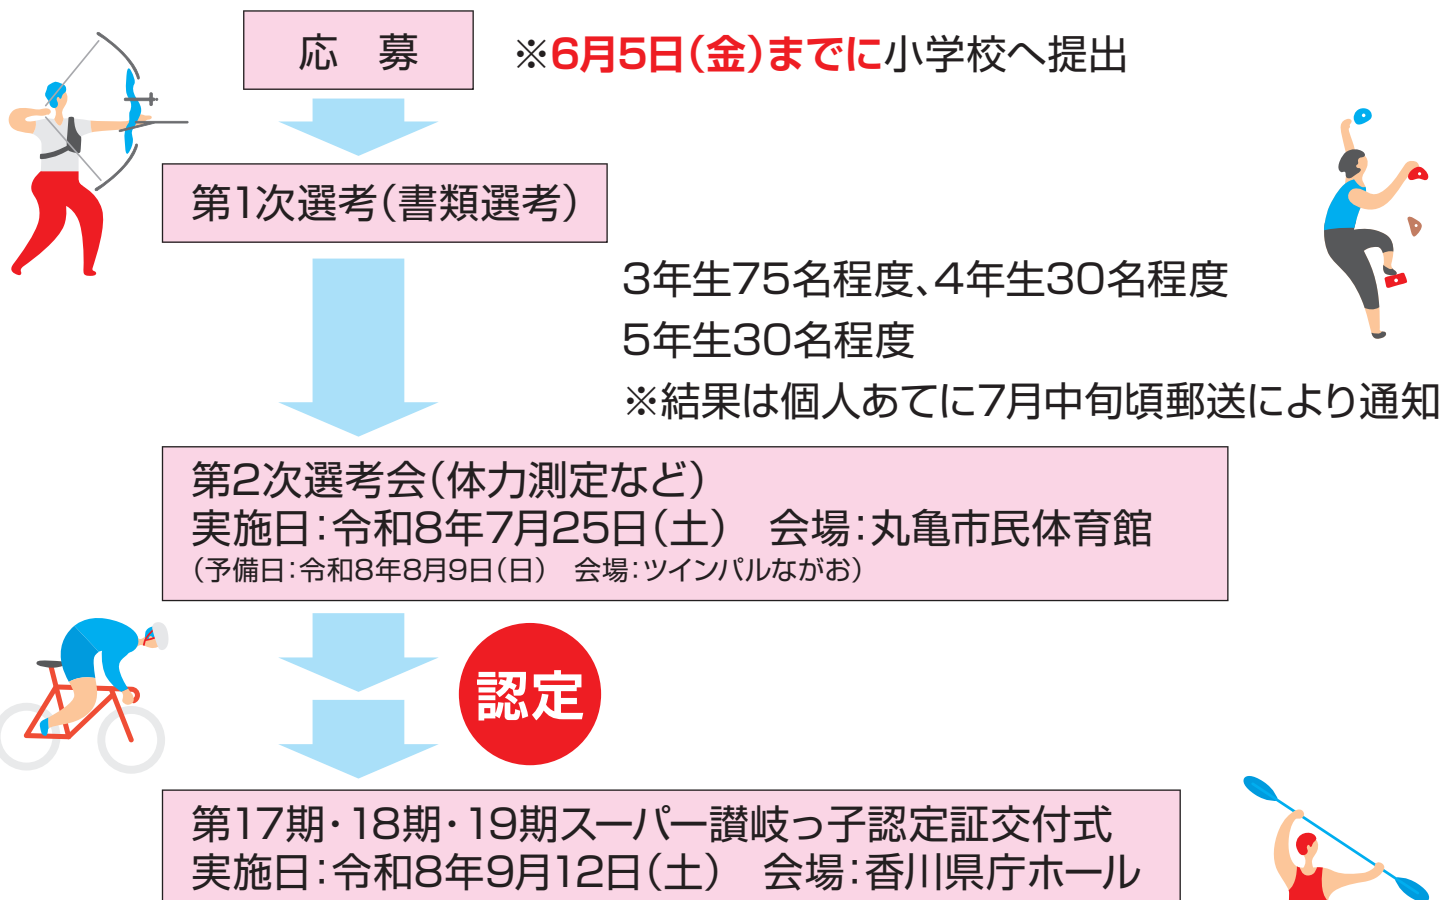 応　募
※6月5日(金)までに小学校へ提出
第1次選考(書類選考)
3年生75名程度、4年生30名程度
5年生30名程度
※結果は個人あてに7月中旬頃郵送により通知
第2次選考会(体力測定など)
実施日:令和8年7月25日(土)　会場:丸亀市民体育館
(予備日:令和8年8月9日(日)　会場:ツインパルながお)
認定
第17期・18期・19期スーパー讃岐っ子認定証交付式
実施日:令和8年9月12日(土)　会場:香川県庁ホール